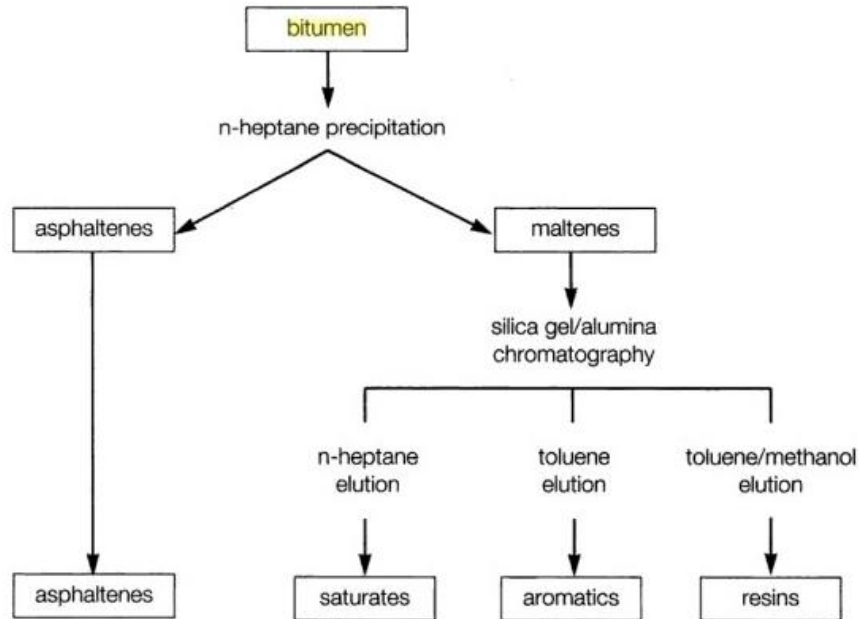 bitumen
n-heptane precipitation
asphaltenes
maltenes
silica gel/alumina
chromatography
n-heptane
elution
toluene
elution
toluene/methanol
elution
asphaltenes
saturates
aromatics
resins